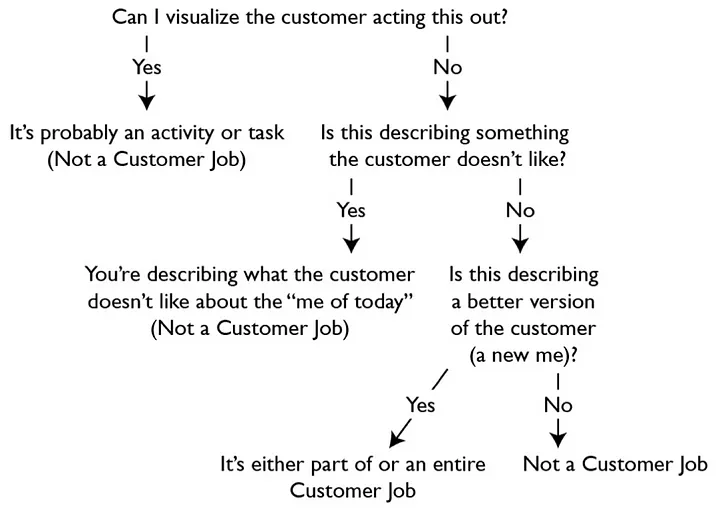 Can I visualize the customer acting this out?
Yes
No
It's probably an activity or task
(Not a Customer Job)
Is this describing something
the customer doesn't like?
Yes
No
You're describing what the customer
doesn't like about the “me of today”
(Not a Customer Job)
Is this describing
a better version
of the customer
(a new me)?
Yes
No
It's either part of or an entire
Customer Job
Not a Customer Job